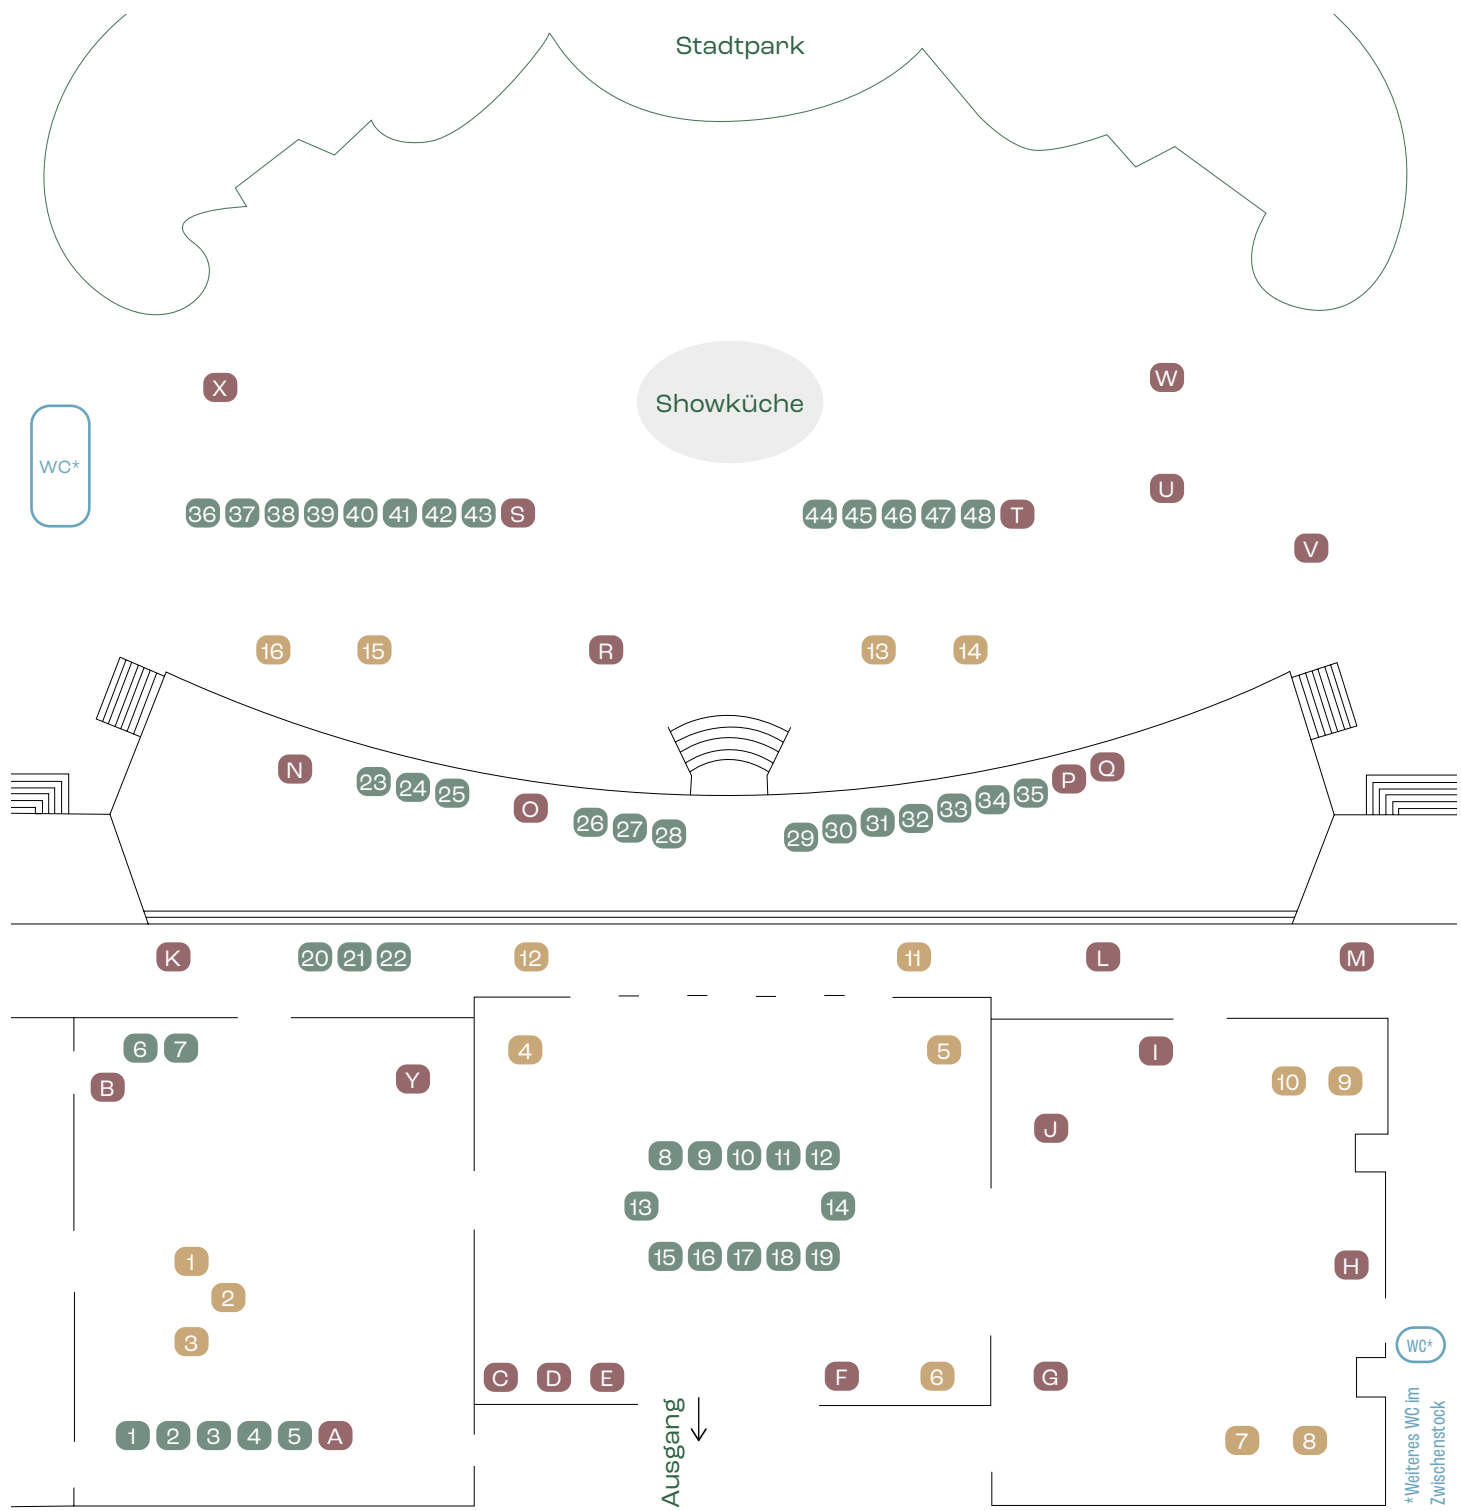 Stadtpark
X
Showküche
W
WC*
U
36 37 38 39 40 41 42 43 S
44 45 46 47 48 T
V
16 15 R 13 14
N 23 24 25 O 26 27 28
29 30 31 32 33 34 35 P Q
K 20 21 22 12 11 L M
6 7
B
Y
4
5
I
10 9
J
8 9 10 11 12
13 14
15 16 17 18 19
1
2
3
H
C D E
F 6
G
WC*
1 2 3 4 5 A
7 8
Ausgang
*Weiteres WC im
Zwischenstock